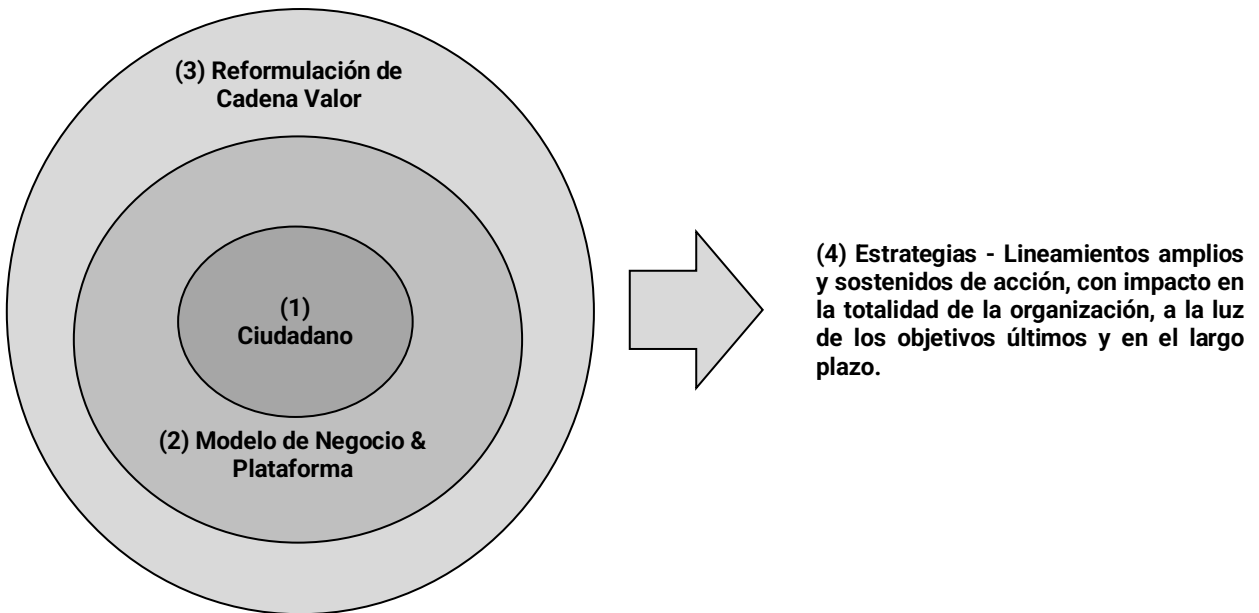 (3) Reformulación de
Cadena Valor
(1)
Ciudadano
(2) Modelo de Negocio &
Plataforma
(4) Estrategias - Lineamientos amplios
y sostenidos de acción, con impacto en
la totalidad de la organización, a la luz
de los objetivos últimos y en el largo
plazo.